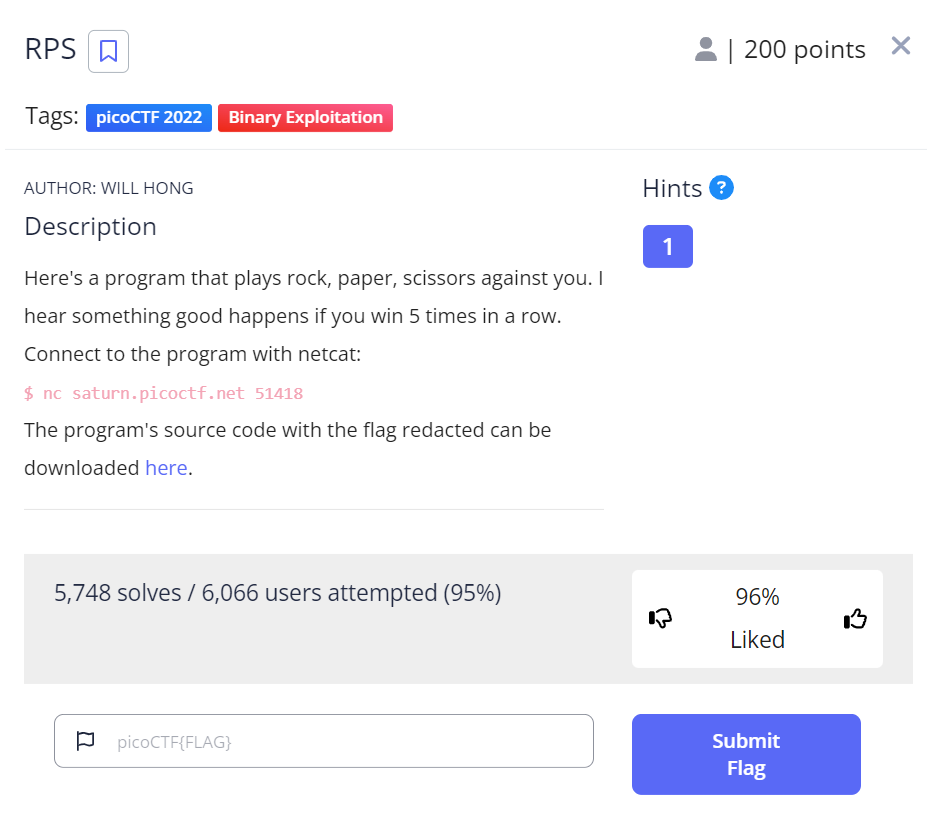 RPS
| 200 points
Tags: picoCTF 2022 Binary Exploitation
AUTHOR: WILL HONG
Description
Here's a program that plays rock, paper, scissors against you. I
hear something good happens if you win 5 times in a row.
Connect to the program with netcat:
$ nc saturn.picoctf.net 51418
The program's source code with the flag redacted can be
downloaded here.
Hints ?
1
5,748 solves / 6,066 users attempted (95%)
96%
Liked
picoCTF{FLAG}
Submit
Flag